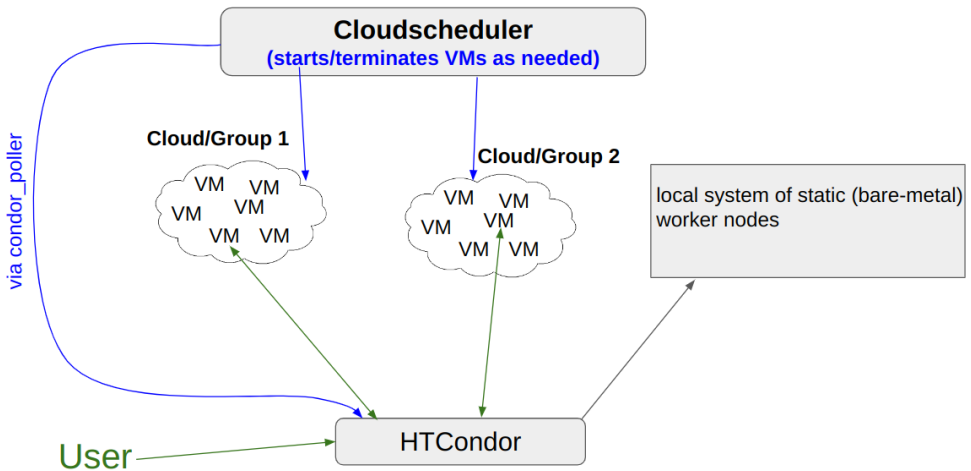 Cloudscheduler
(starts/terminates VMs as needed)
via condor_poller
Cloud/Group 1
VM
VM
VM
VM
VM
VM
Cloud/Group 2
VM
VM
VM
VM
VM
VM
local system of static (bare-metal)
worker nodes
HTCondor
User